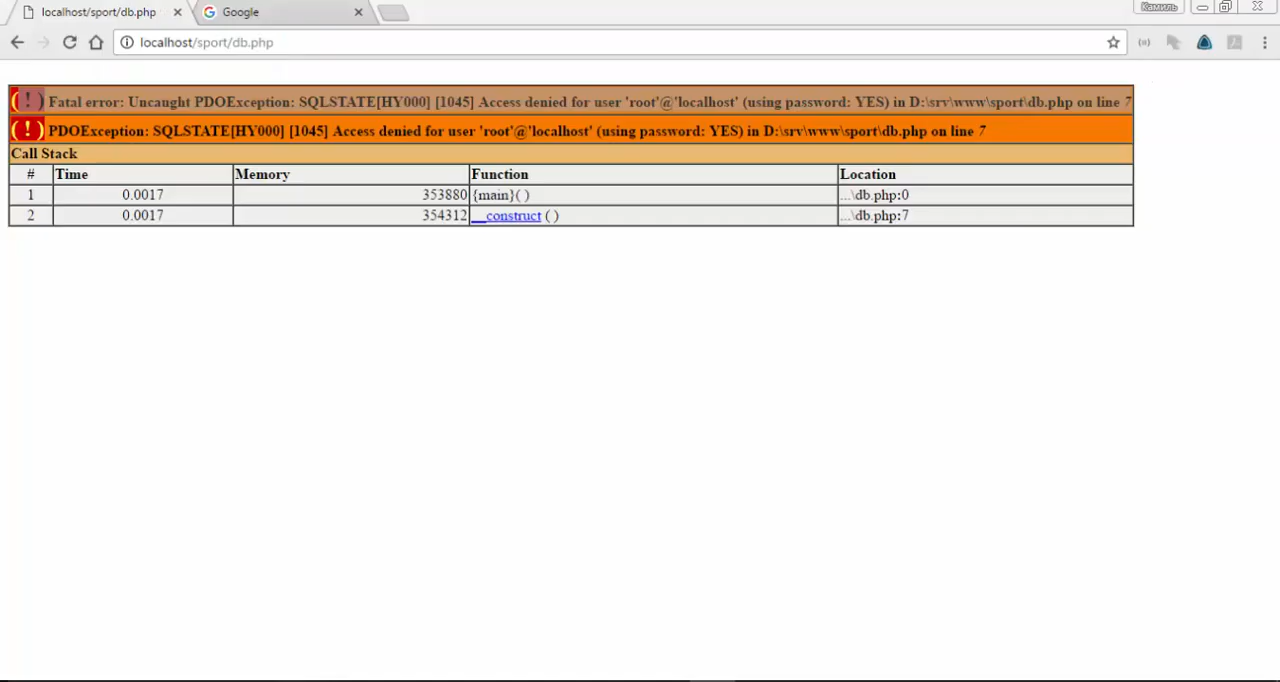 localhost/sport/db.php
Google
Камиль
localhost/sport/db.php
( ! ) Fatal error: Uncaught PDOException: SQLSTATE[HY000] [1045] Access denied for user 'root'@'localhost' (using password: YES) in D:\srv\www\sport\db.php on line 7
( ! ) PDOException: SQLSTATE[HY000] [1045] Access denied for user 'root'@'localhost' (using password: YES) in D:\srv\www\sport\db.php on line 7
Call Stack
# Time Memory Function Location
1 0.0017 353880 {main}( ) ...\db.php:0
2 0.0017 354312 __construct ( ) ...\db.php:7